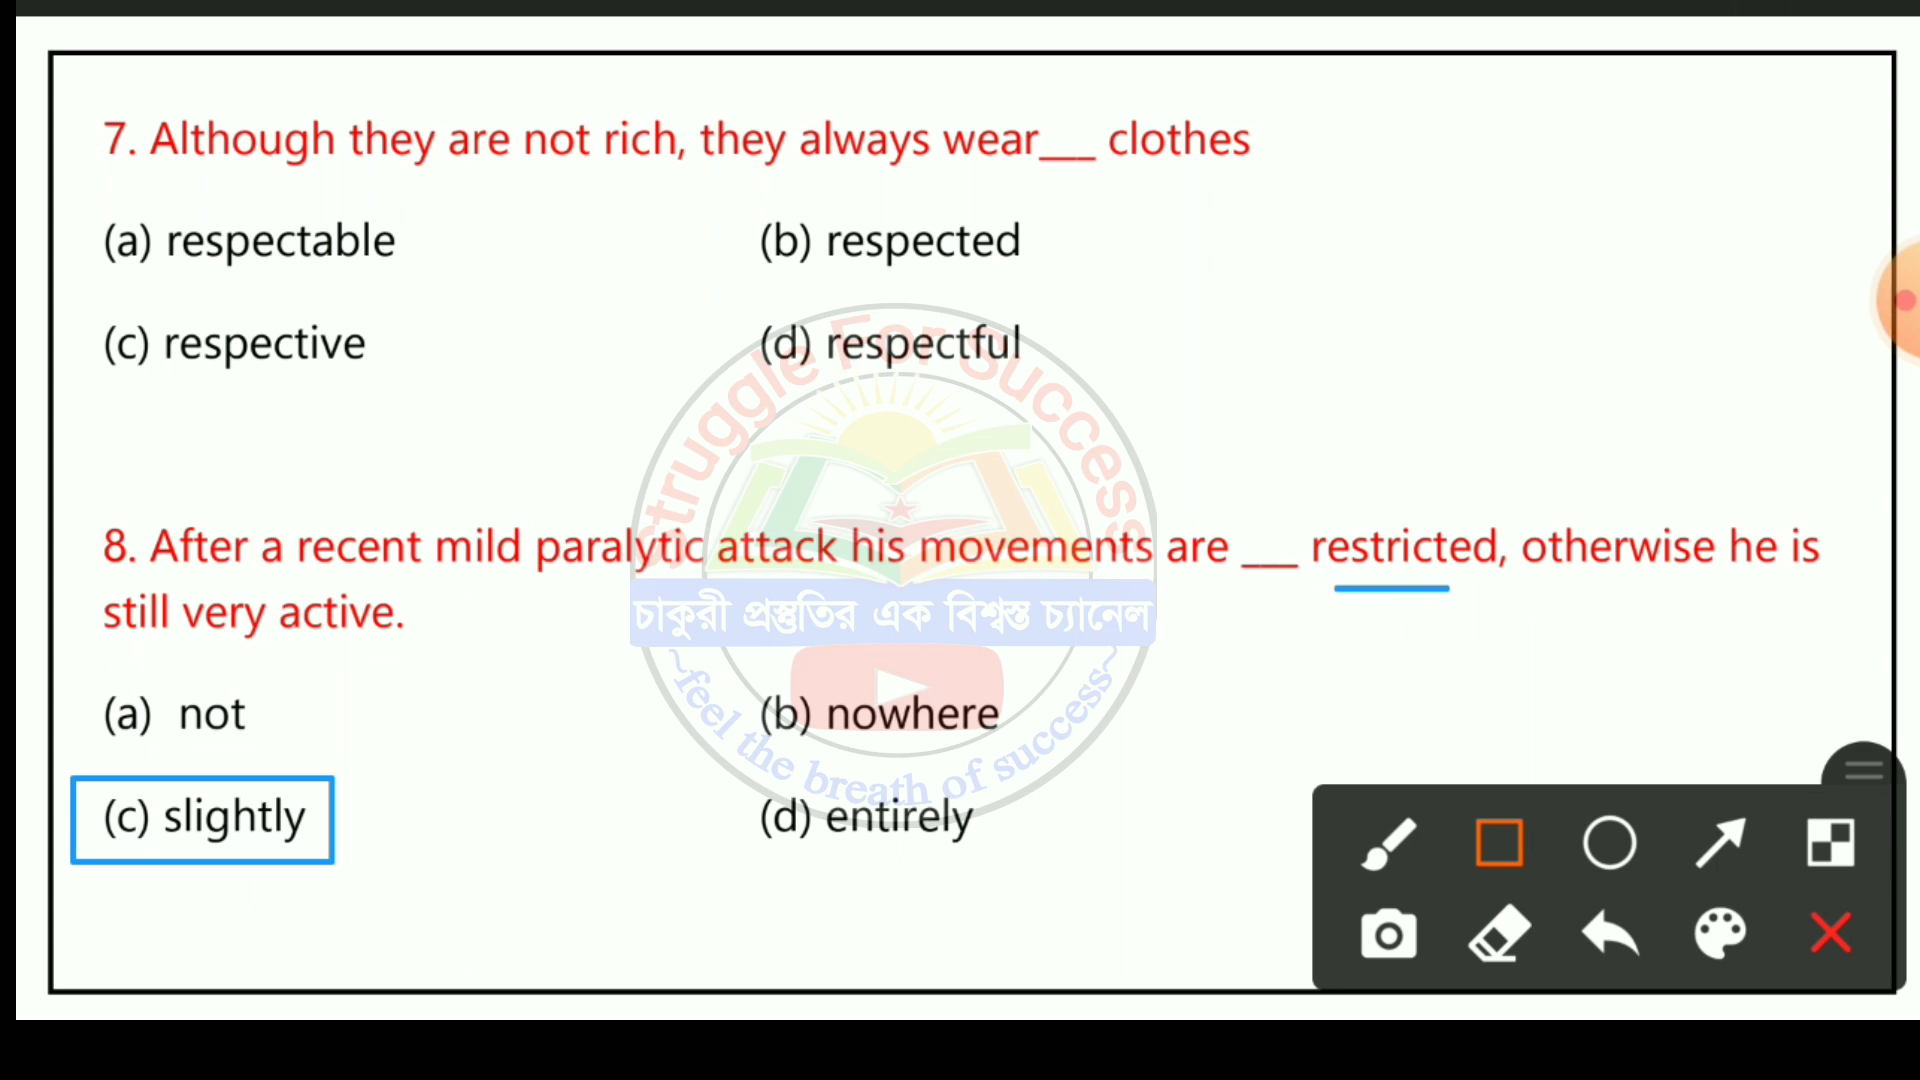 7. Although they are not rich, they always wear___ clothes
(a) respectable (b) respected
(c) respective (d) respectful
Struggle For Success
8. After a recent mild paralytic attack his movements are ___ restricted, otherwise he is
still very active.
চাকুরী প্রস্তুতির এক বিশ্বস্ত চ্যানেল
(a) not (b) nowhere
~feel the breath of success~
(c) slightly (d) entirely